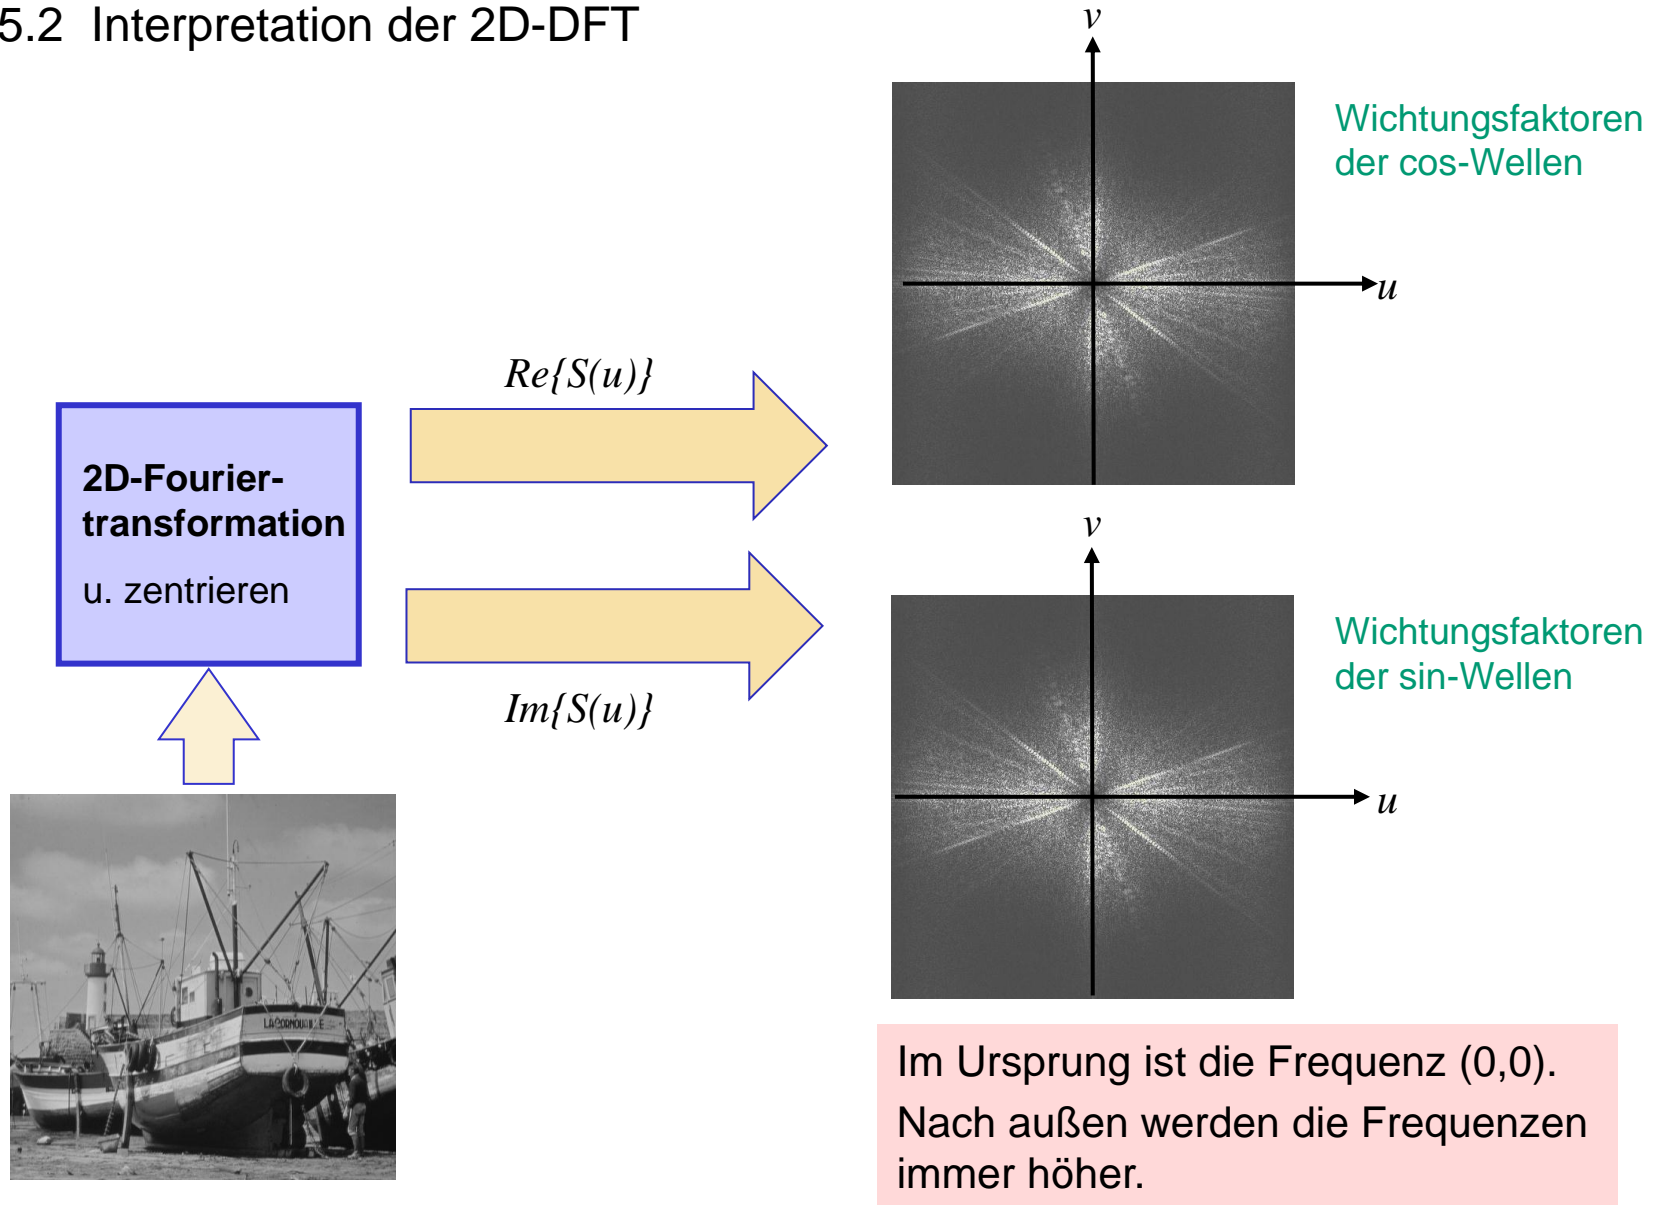 5.2 Interpretation der 2D-DFT
v
Wichtungsfaktoren
der cos-Wellen
u
Re{S(u)}
2D-Fourier-
transformation
u. zentrieren
Im{S(u)}
v
Wichtungsfaktoren
der sin-Wellen
u
Im Ursprung ist die Frequenz (0,0).
Nach außen werden die Frequenzen
immer höher.